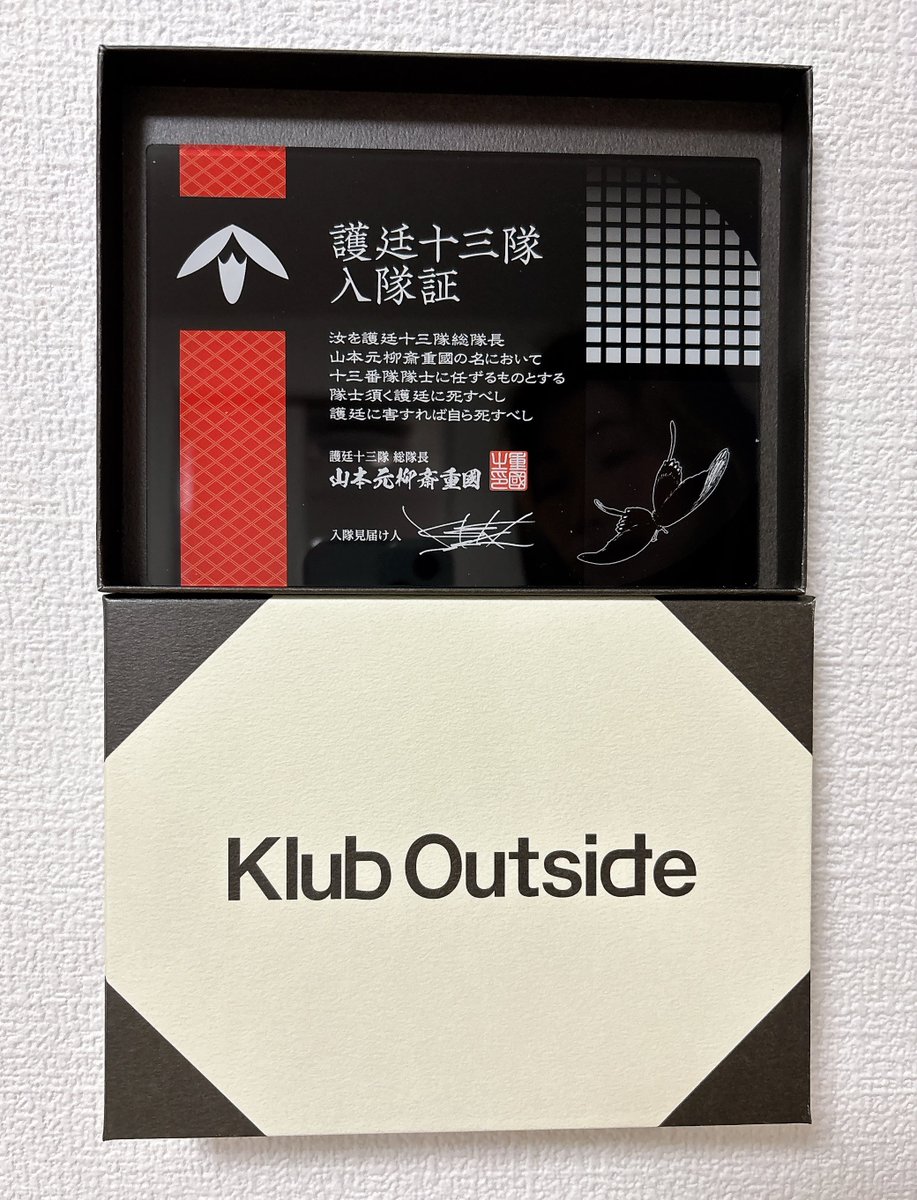 護廷十三隊
入隊証
汝を護廷十三隊総隊長
山本元柳斎重國の名において
十三番隊隊士に任ずるものとする
隊士須く護廷に死すべし
護廷に害すれば自ら死すべし
護廷十三隊 総隊長
山本元柳斎重國
重國之印
入隊見届け人
Klub Outside